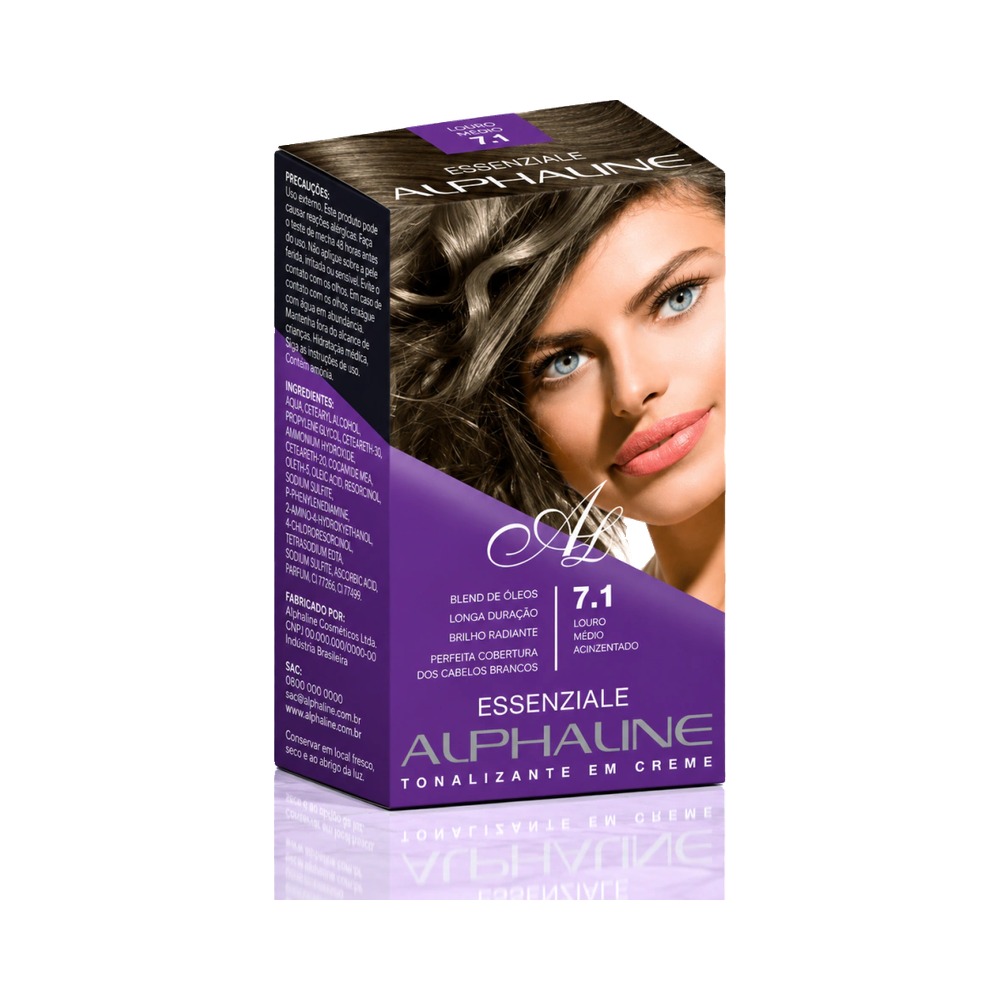 LOURO
MÉDIO
7.1
ESSENZIALE
ALPHALINE
PRECAUÇÕES:
Uso externo. Este produto pode
causar reações alérgicas. Faça
o teste de mecha 48 horas antes
do uso. Não aplique sobre a pele
ferida, irritada ou sensível. Evite o
contato com os olhos. Em caso de
contato com os olhos, enxágue
com água em abundância.
Mantenha fora do alcance de
crianças. Hidratação médica,
Siga as instruções de uso.
Contém amônia.
INGREDIENTES:
AQUA, CETEARYL ALCOHOL,
PROPYLENE GLYCOL, CETEARETH-30,
AMMONIUM HYDROXIDE,
CETEARETH-20, COCAMIDE MEA,
OLETH-5, OLEIC ACID, RESORCINOL,
SODIUM SULFITE,
P-PHENYLENEDIAMINE,
2-AMINO-4-HYDROXYETHANOL,
4-CHLORORESORCINOL,
TETRASODIUM EDTA,
SODIUM SULFITE, ASCORBIC ACID,
PARFUM, CI 77266, CI 77499.
FABRICADO POR:
Alphaline Cosméticos Ltda.
CNPJ 00.000.000/0000-00
Indústria Brasileira
SAC:
0800 000 0000
sac@alphaline.com.br
www.alphaline.com.br
Conservar em local fresco,
seco e ao abrigo da luz.
AL
BLEND DE ÓLEOS
LONGA DURAÇÃO
BRILHO RADIANTE
PERFEITA COBERTURA
DOS CABELOS BRANCOS
7.1
LOURO
MÉDIO
ACINZENTADO
ESSENZIALE
ALPHALINE
TONALIZANTE EM CREME